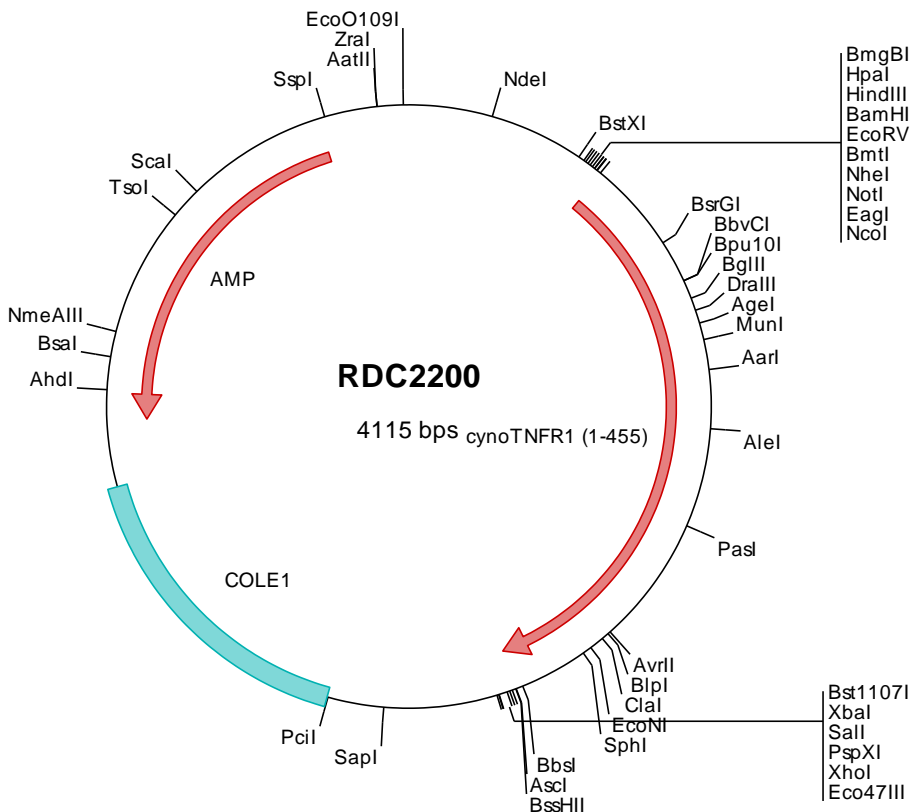 EcoO109I
ZraI
AatII
SspI
NdeI
BstXI
BmgBI
HpaI
HindIII
BamHI
EcoRV
BmtI
NheI
NotI
EagI
NcoI
ScaI
TsoI
BsrGI
BbvCI
Bpu10I
BglII
DraIII
AgeI
MunI
AarI
AMP
NmeAIII
BsaI
AhdI
RDC2200
4115 bps
cynoTNFR1 (1-455)
AleI
PasI
COLE1
AvrII
BlpI
ClaI
EcoNI
SphI
Bst1107I
XbaI
SalI
PspXI
XhoI
Eco47III
PciI
SapI
BbsI
AscI
BssHII